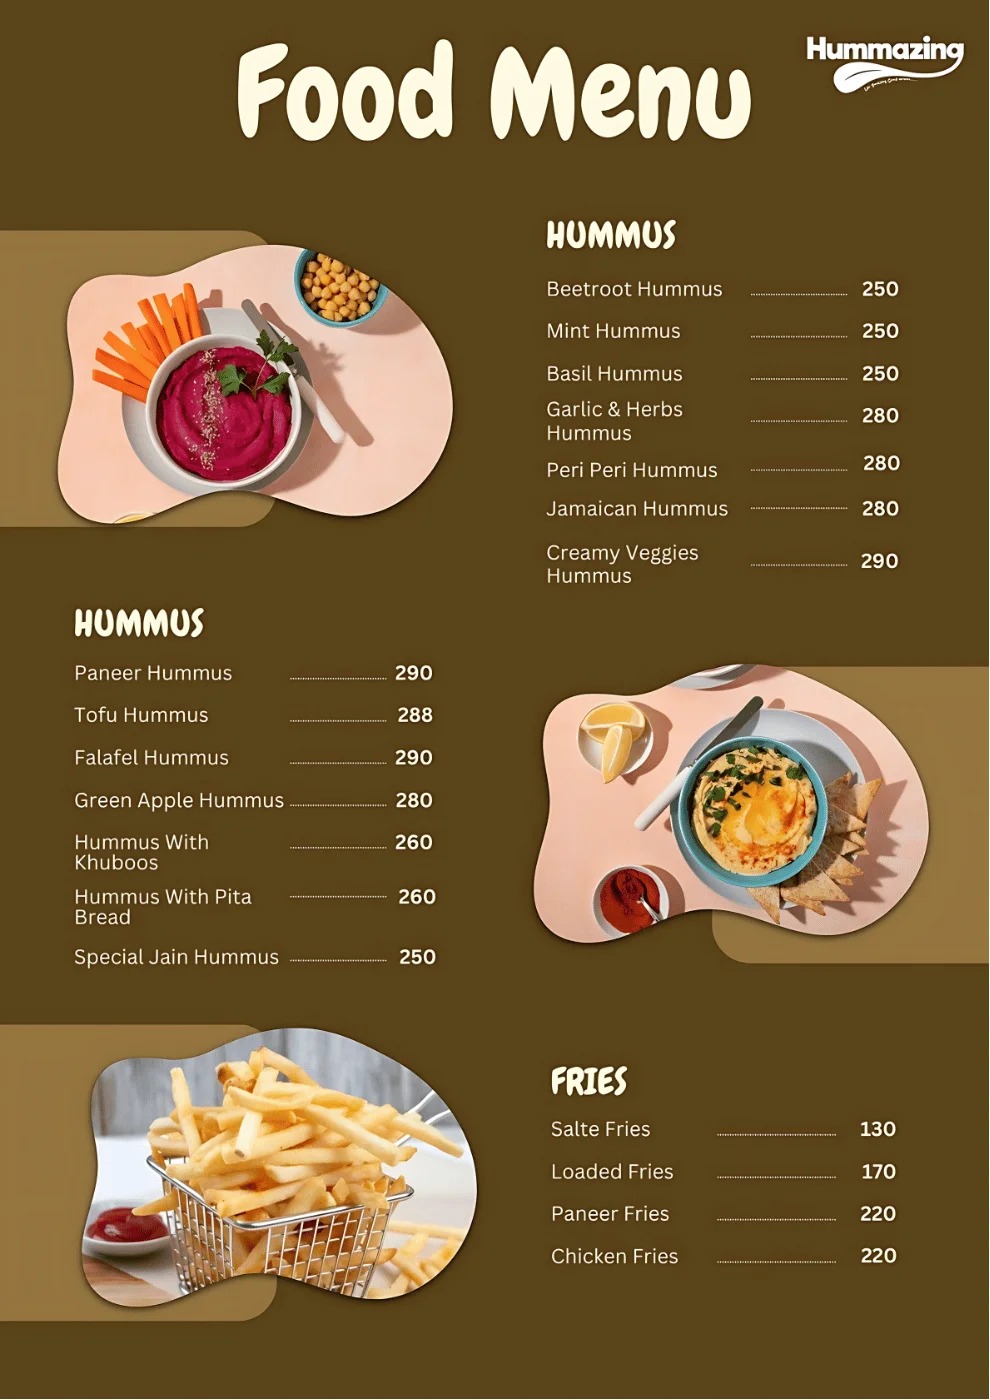 Food Menu
Hummazing
HUMMUS
Beetroot Hummus ........ 250
Mint Hummus ........ 250
Basil Hummus ........ 250
Garlic & Herbs ........ 280
Hummus
Peri Peri Hummus ........ 280
Jamaican Hummus ........ 280
Creamy Veggies
Hummus ........ 290
HUMMUS
Paneer Hummus ........ 290
Tofu Hummus ........ 288
Falafel Hummus ........ 290
Green Apple Hummus ........ 280
Hummus With ........ 260
Khuboos
Hummus With Pita ........ 260
Bread
Special Jain Hummus ........ 250
FRIES
Salte Fries ........ 130
Loaded Fries ........ 170
Paneer Fries ........ 220
Chicken Fries ........ 220